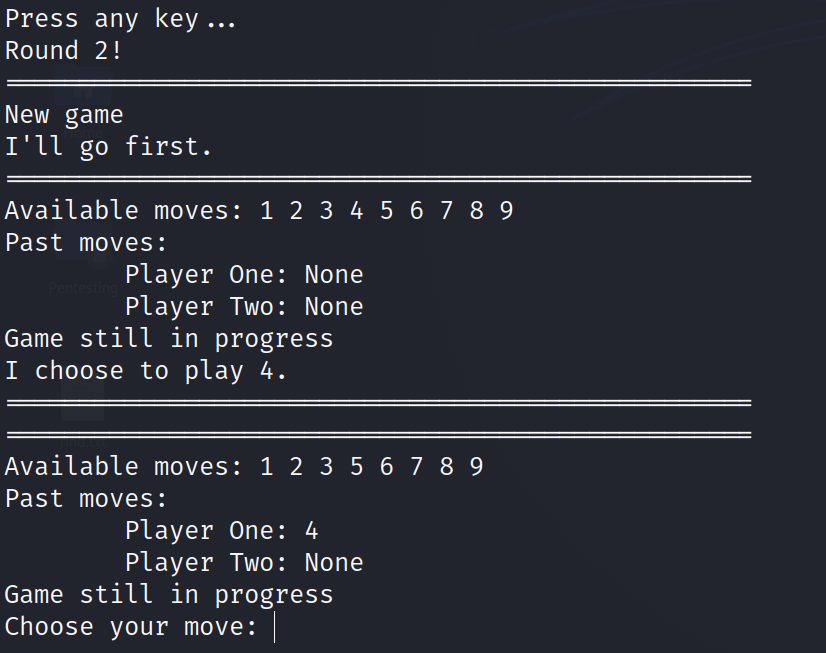 Press any key...
Round 2!
==================================================
New game
I'll go first.
==================================================
Available moves: 1 2 3 4 5 6 7 8 9
Past moves:
Player One: None
Player Two: None
Game still in progress
I choose to play 4.
==================================================
==================================================
Available moves: 1 2 3 5 6 7 8 9
Past moves:
Player One: 4
Player Two: None
Game still in progress
Choose your move:
Pentesting